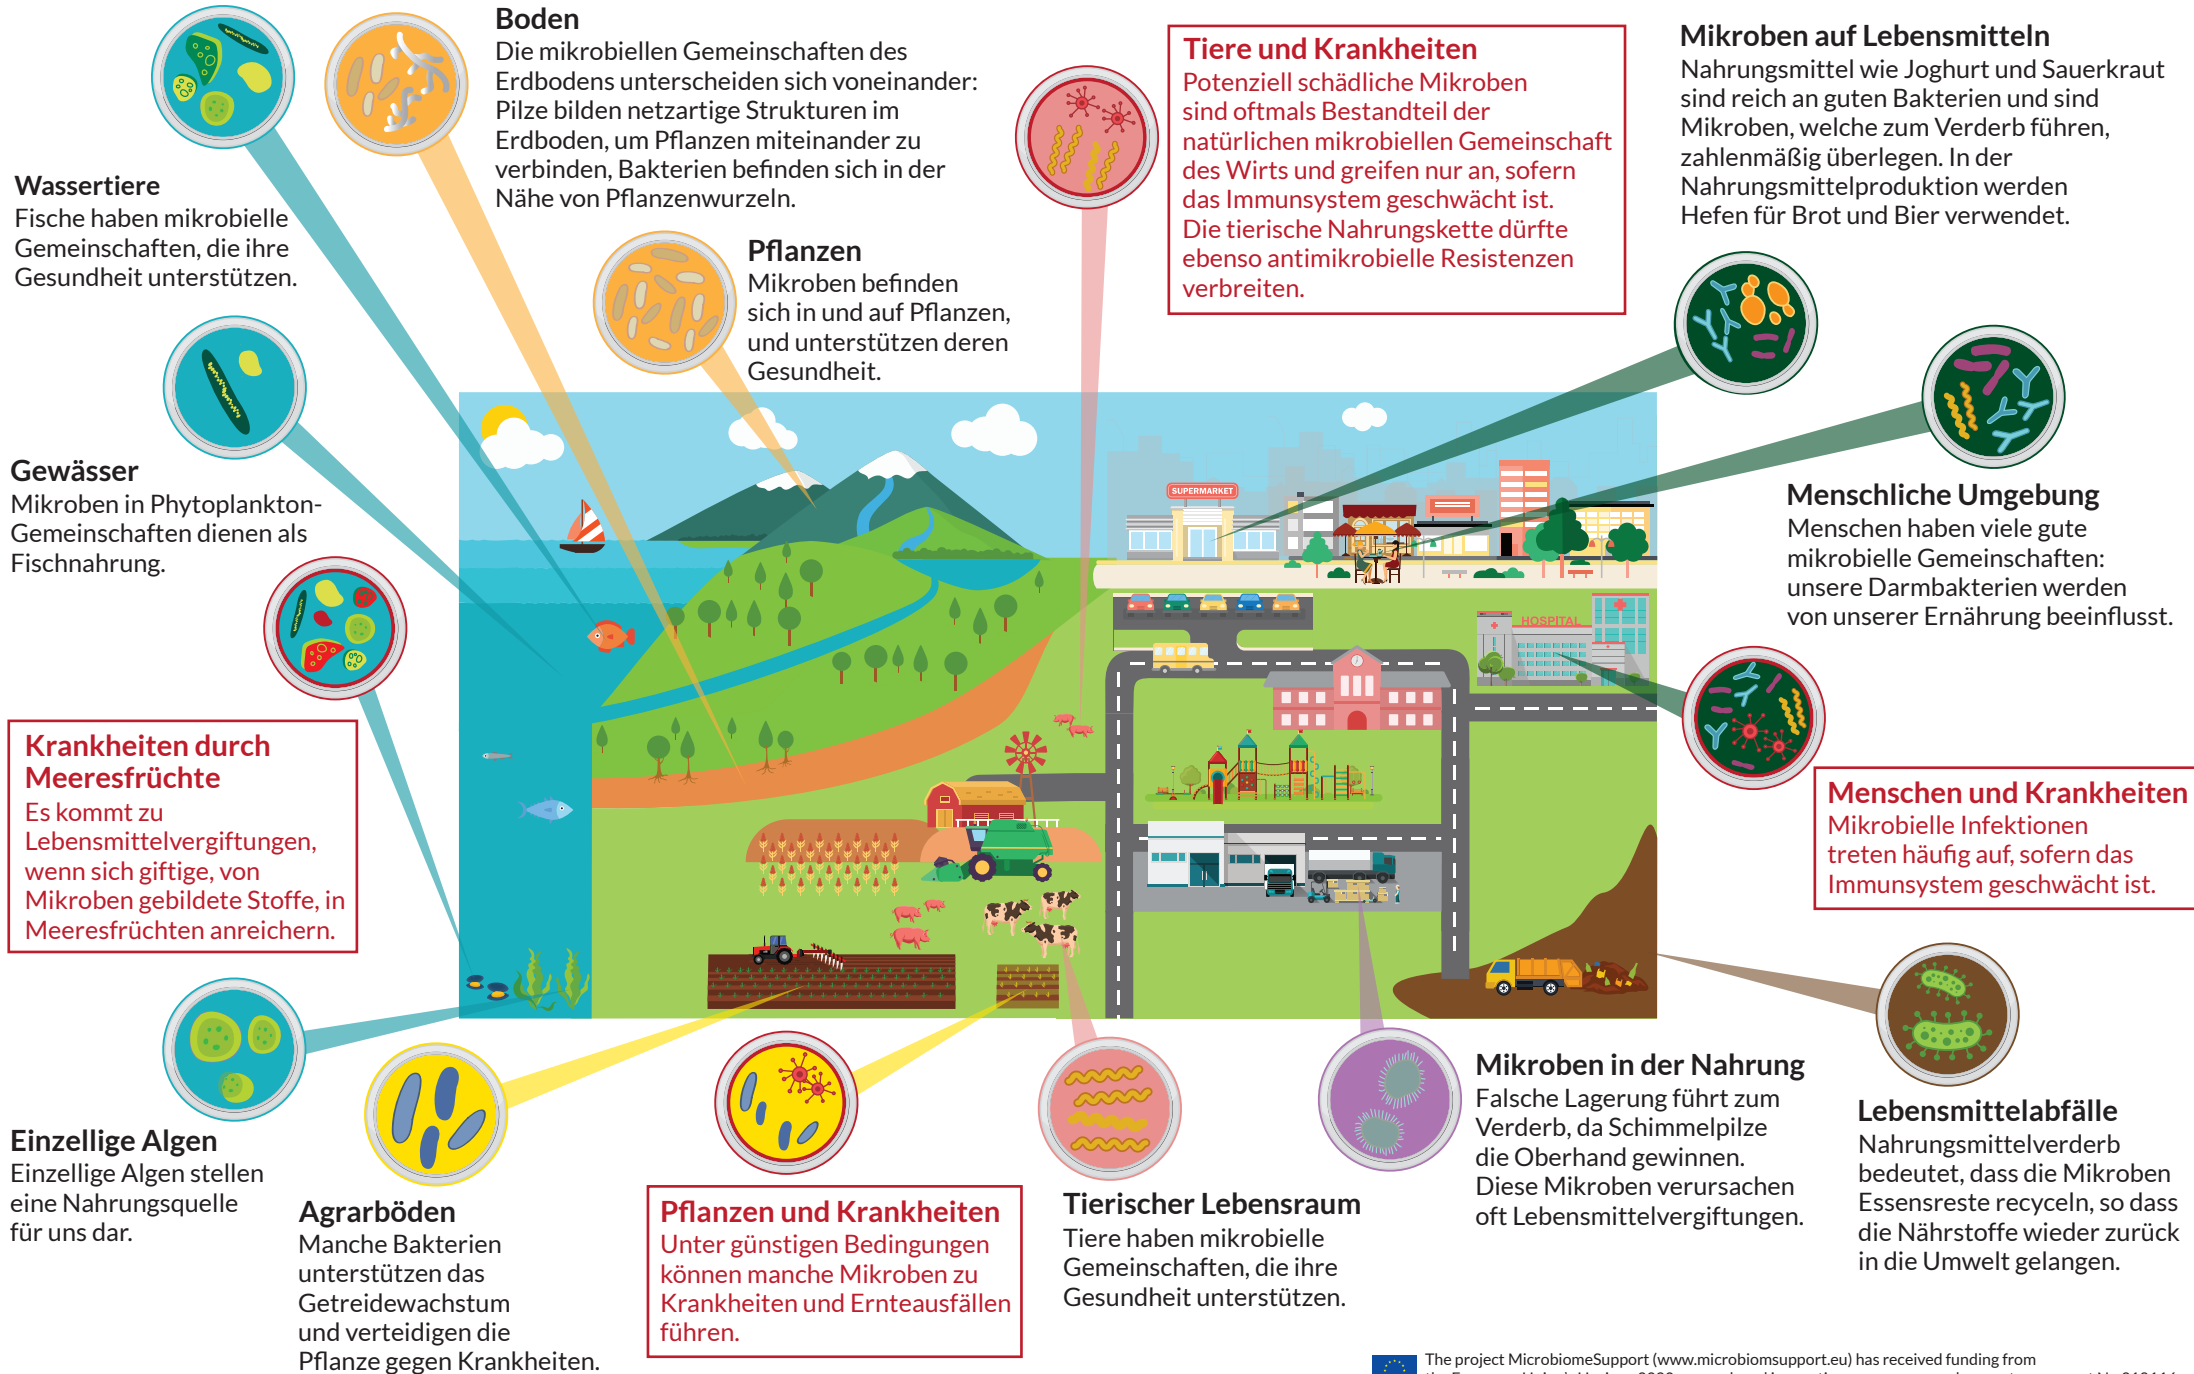 Boden
Die mikrobiellen Gemeinschaften des
Erdbodens unterscheiden sich voneinander:
Pilze bilden netzartige Strukturen im
Erdboden, um Pflanzen miteinander zu
verbinden, Bakterien befinden sich in der
Nähe von Pflanzenwurzeln.
Tiere und Krankheiten
Potenziell schädliche Mikroben
sind oftmals Bestandteil der
natürlichen mikrobiellen Gemeinschaft
des Wirts und greifen nur an, sofern
das Immunsystem geschwächt ist.
Die tierische Nahrungskette dürfte
ebenso antimikrobielle Resistenzen
verbreiten.
Mikroben auf Lebensmitteln
Nahrungsmittel wie Joghurt und Sauerkraut
sind reich an guten Bakterien und sind
Mikroben, welche zum Verderb führen,
zahlenmäßig überlegen. In der
Nahrungsmittelproduktion werden
Hefen für Brot und Bier verwendet.
Wassertiere
Fische haben mikrobielle
Gemeinschaften, die ihre
Gesundheit unterstützen.
Pflanzen
Mikroben befinden
sich in und auf Pflanzen,
und unterstützen deren
Gesundheit.
Gewässer
Mikroben in Phytoplankton-
Gemeinschaften dienen als
Fischnahrung.
SUPERMARKET
Menschliche Umgebung
Menschen haben viele gute
mikrobielle Gemeinschaften:
unsere Darmbakterien werden
von unserer Ernährung beeinflusst.
HOSPITAL
Krankheiten durch
Meeresfrüchte
Es kommt zu
Lebensmittelvergiftungen,
wenn sich giftige, von
Mikroben gebildete Stoffe, in
Meeresfrüchten anreichern.
Menschen und Krankheiten
Mikrobielle Infektionen
treten häufig auf, sofern das
Immunsystem geschwächt ist.
Einzellige Algen
Einzellige Algen stellen
eine Nahrungsquelle
für uns dar.
Agrarböden
Manche Bakterien
unterstützen das
Getreidewachstum
und verteidigen die
Pflanze gegen Krankheiten.
Pflanzen und Krankheiten
Unter günstigen Bedingungen
können manche Mikroben zu
Krankheiten und Ernteausfällen
führen.
Tierischer Lebensraum
Tiere haben mikrobielle
Gemeinschaften, die ihre
Gesundheit unterstützen.
Mikroben in der Nahrung
Falsche Lagerung führt zum
Verderb, da Schimmelpilze
die Oberhand gewinnen.
Diese Mikroben verursachen
oft Lebensmittelvergiftungen.
Lebensmittelabfälle
Nahrungsmittelverderb
bedeutet, dass die Mikroben
Essensreste recyceln, so dass
die Nährstoffe wieder zurück
in die Umwelt gelangen.
The project MicrobiomeSupport (www.microbiomsupport.eu) has received funding from